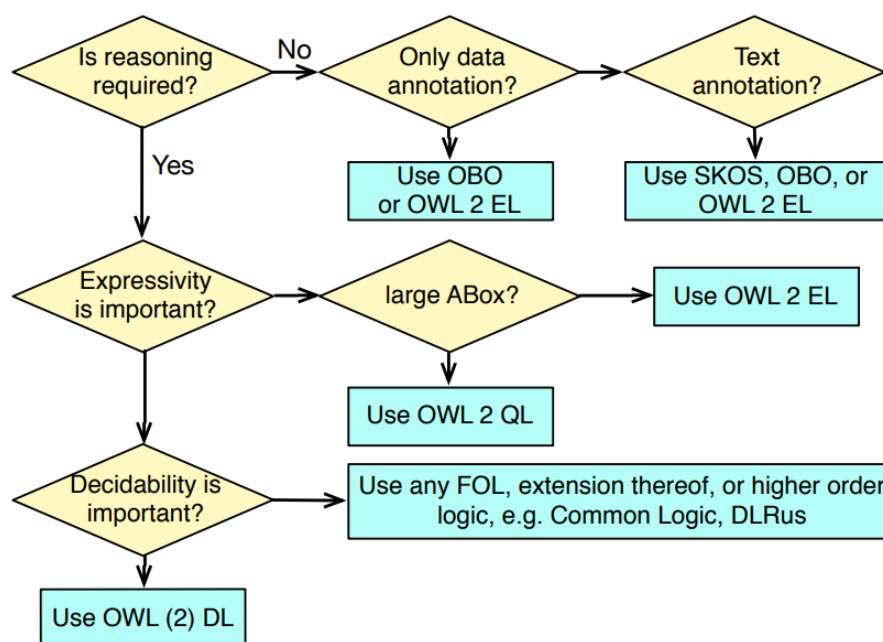 Is reasoning
required?
No
Only data
annotation?
Text
annotation?
Yes
Use OBO
or OWL 2 EL
Use SKOS, OBO, or
OWL 2 EL
Expressivity
is important?
large ABox?
Use OWL 2 EL
Use OWL 2 QL
Decidability is
important?
Use any FOL, extension thereof, or higher order
logic, e.g. Common Logic, DLRus
Use OWL (2) DL